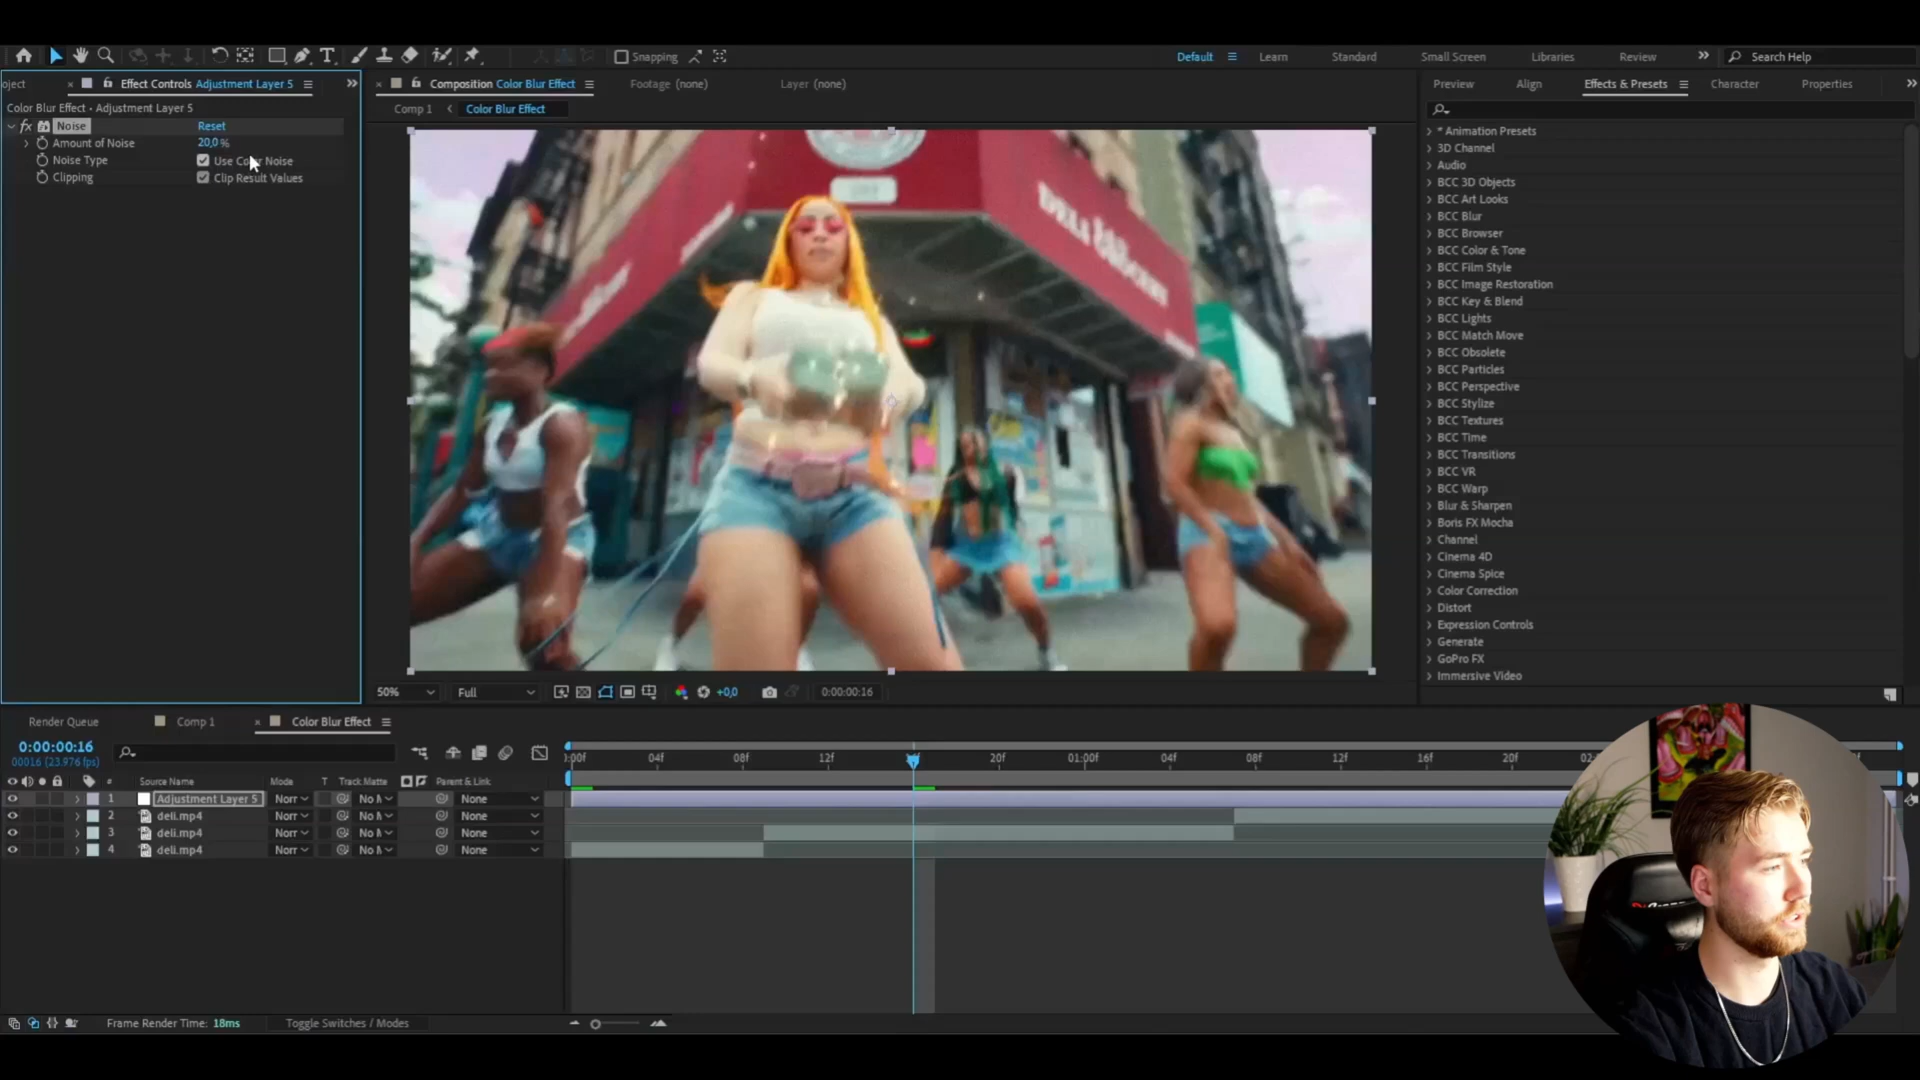 Snapping
Default
Learn
Standard
Small Screen
Libraries
Review
Search Help
oject
Effect Controls Adjustment Layer 5
Composition Color Blur Effect
Footage (none)
Layer (none)
Preview
Align
Effects & Presets
Character
Properties
Color Blur Effect • Adjustment Layer 5
Comp 1
Color Blur Effect
fx Noise
Reset
Amount of Noise
20,0 %
Noise Type
Use Color Noise
Clipping
Clip Result Values
* Animation Presets
3D Channel
Audio
BCC 3D Objects
BCC Art Looks
BCC Blur
BCC Browser
BCC Color & Tone
BCC Film Style
BCC Image Restoration
BCC Key & Blend
BCC Lights
BCC Match Move
BCC Obsolete
BCC Particles
BCC Perspective
BCC Stylize
BCC Textures
BCC Time
BCC Transitions
BCC VR
BCC Warp
Blur & Sharpen
Boris FX Mocha
Channel
Cinema 4D
Cinema Spice
Color Correction
Distort
Expression Controls
Generate
GoPro FX
Immersive Video
50%
Full
+0,0
0:00:00:16
Render Queue
Comp 1
Color Blur Effect
0:00:00:16
00016 (23.976 fps)
):00f
04f
08f
12f
20f
01:00f
04f
08f
12f
16f
20f
#
Source Name
Mode
T
Track Matte
Parent & Link
1
Adjustment Layer 5
Norr
No M
None
2
deli.mp4
Norr
No M
None
3
deli.mp4
Norr
No M
None
4
deli.mp4
Norr
No M
None
Frame Render Time: 18ms
Toggle Switches / Modes